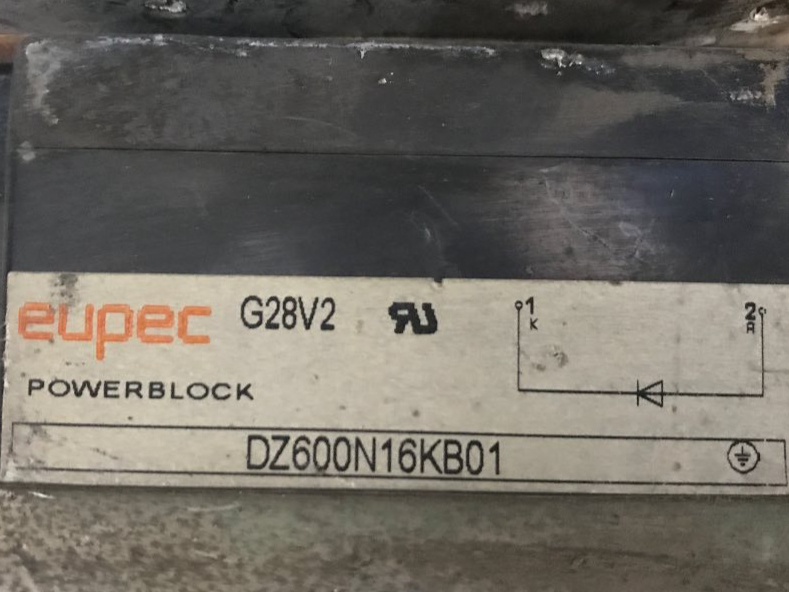 eupec G28V2 1 2
K A
POWERBLOCK
DZ600N16KB01